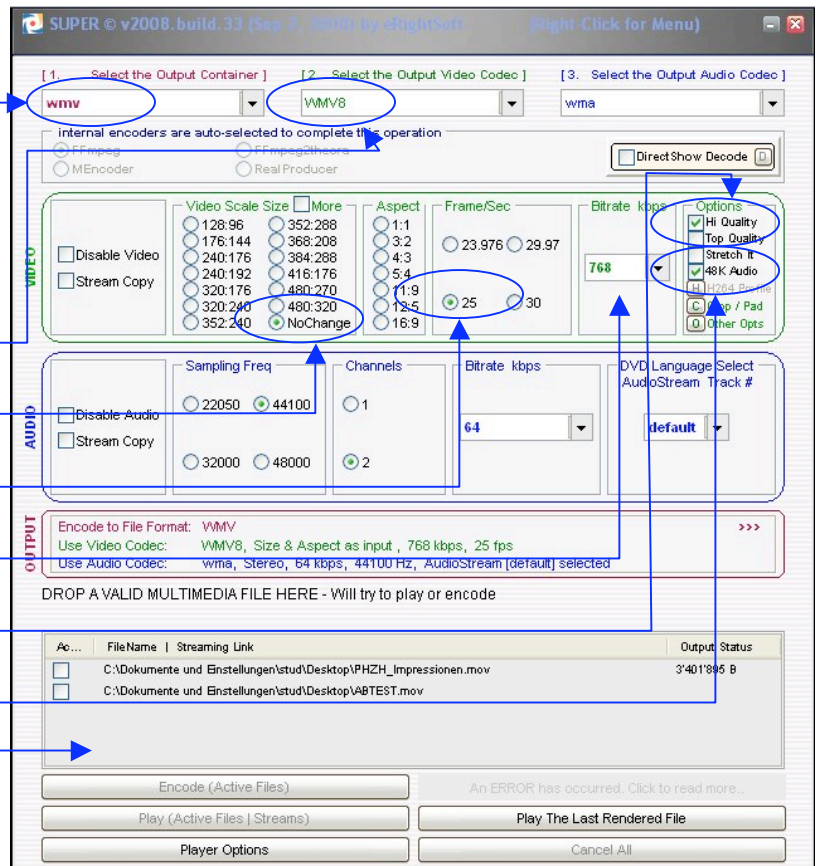 SUPER © v2008.build.33 (Sep 2, 2008) by eRightSoft (Right-Click for Menu)
[1. Select the Output Container ] [2. Select the Output Video Codec ] [3. Select the Output Audio Codec ]
wmv WMV8 wma
internal encoders are auto-selected to complete this operation
FFmpeg FFmpeg2theora
MEncoder RealProducer
DirectShow Decode D
VIDEO
Disable Video
Stream Copy
Video Scale Size More
128:96 352:288
176:144 368:208
240:176 384:288
240:192 416:176
320:176 480:270
320:240 480:320
352:240 NoChange
Aspect
1:1
3:2
4:3
5:4
11:9
12:5
16:9
Frame/Sec
23.976 29.97
25 30
Bitrate kbps
768
Options
Hi Quality
Top Quality
Stretch It
48K Audio
H H264 Profile
C Crop / Pad
O Other Opts
AUDIO
Disable Audio
Stream Copy
Sampling Freq
22050 44100
32000 48000
Channels
1
2
Bitrate kbps
64
DVD Language Select
AudioStream Track #
default
OUTPUT
Encode to File Format: WMV >>>
Use Video Codec: WMV8, Size & Aspect as input , 768 kbps, 25 fps
Use Audio Codec: wma, Stereo, 64 kbps, 44100 Hz, AudioStream [default] selected
DROP A VALID MULTIMEDIA FILE HERE - Will try to play or encode
Ac... FileName | Streaming Link Output Status
C:\Dokumente und Einstellungen\stud\Desktop\PHZH_Impressionen.mov 3'401'895 B
C:\Dokumente und Einstellungen\stud\Desktop\ABTEST.mov
Encode (Active Files) An ERROR has occurred. Click to read more..
Play (Active Files | Streams) Play The Last Rendered File
Player Options Cancel All